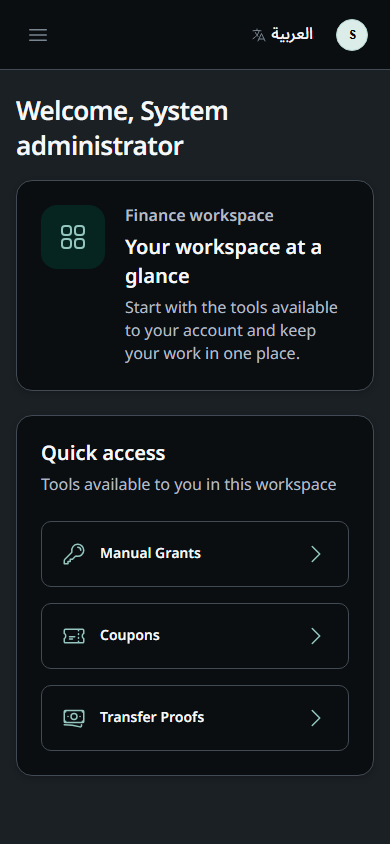 العربية
S
Welcome, System
administrator
Finance workspace
Your workspace at a
glance
Start with the tools available
to your account and keep
your work in one place.
Quick access
Tools available to you in this workspace
Manual Grants
Coupons
Transfer Proofs